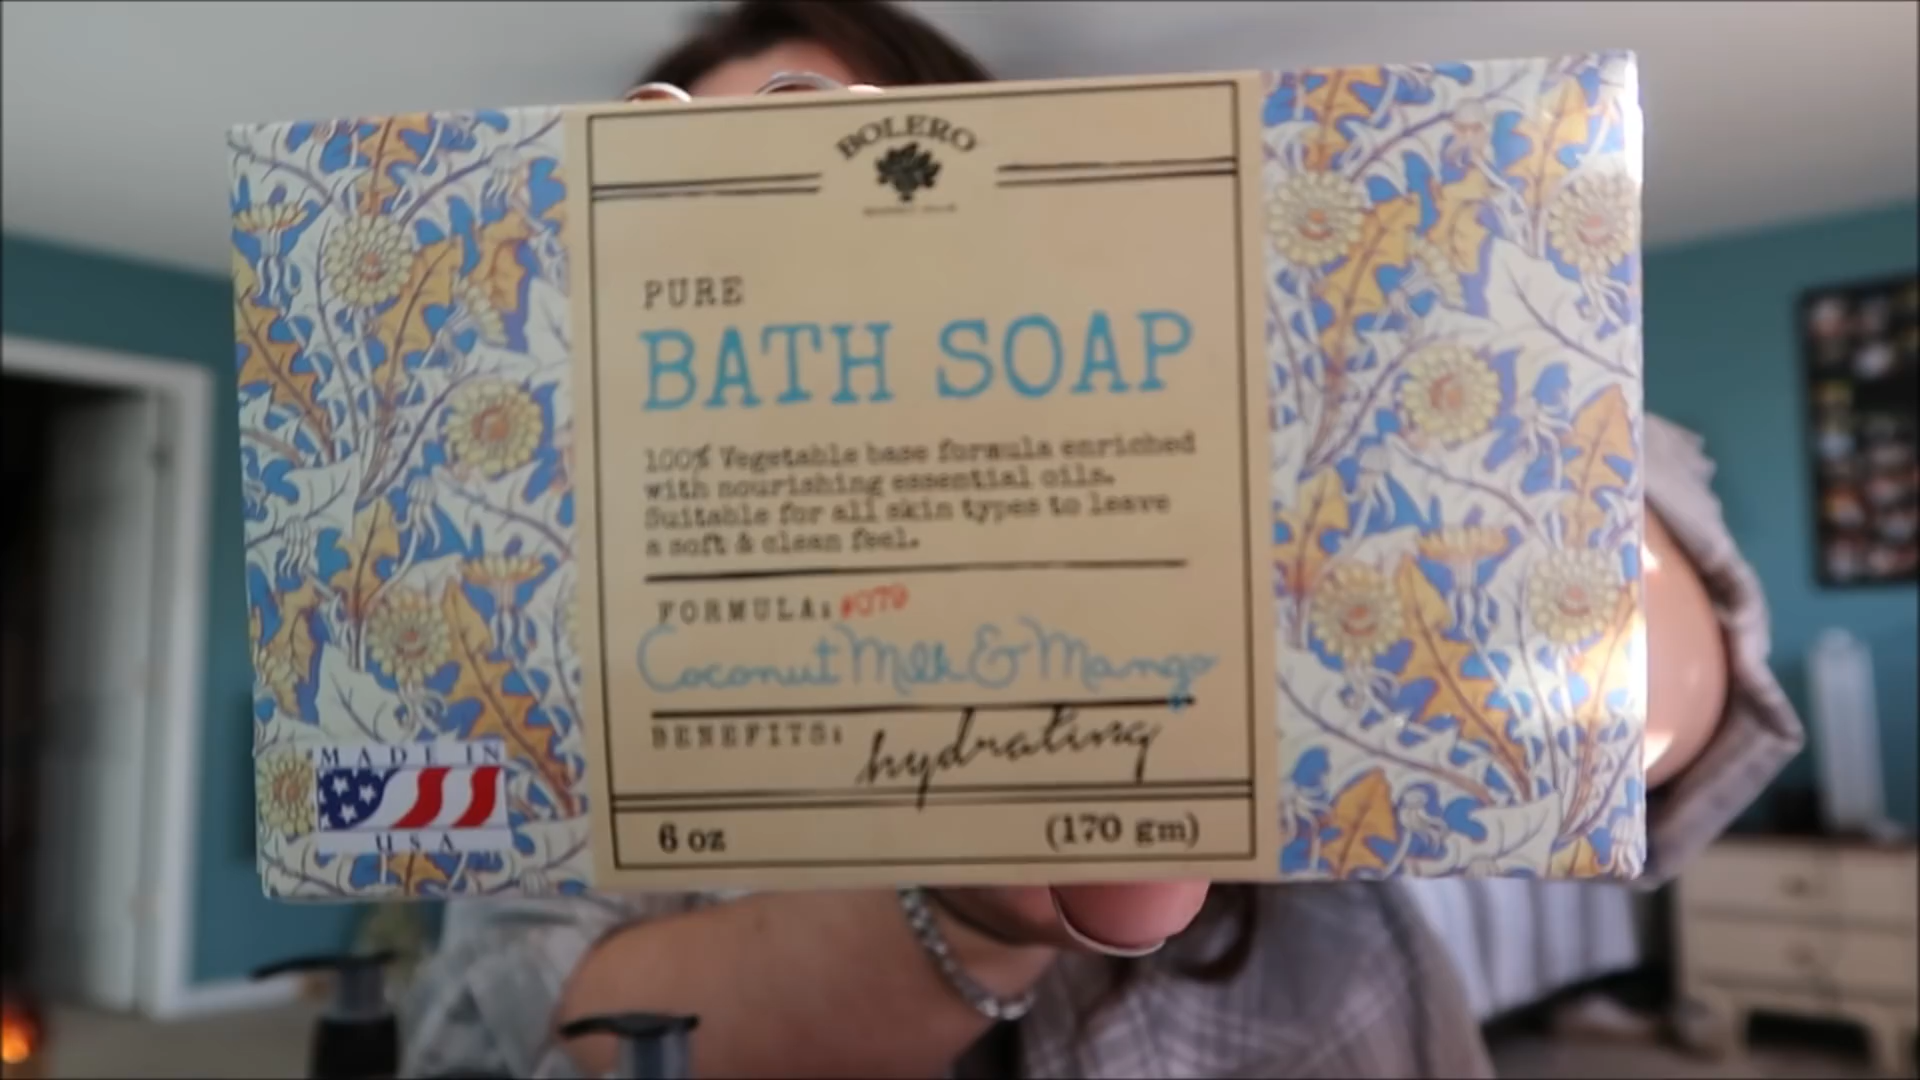 BOLERO
PURE
BATH SOAP
100% Vegetable base formula enriched
with nourishing essential oils.
Suitable for all skin types to leave
a soft & clean feel.
FORMULA: #079
Coconut Milk & Mango
BENEFITS: hydrating
6 oz (170 gm)
MADE IN
USA